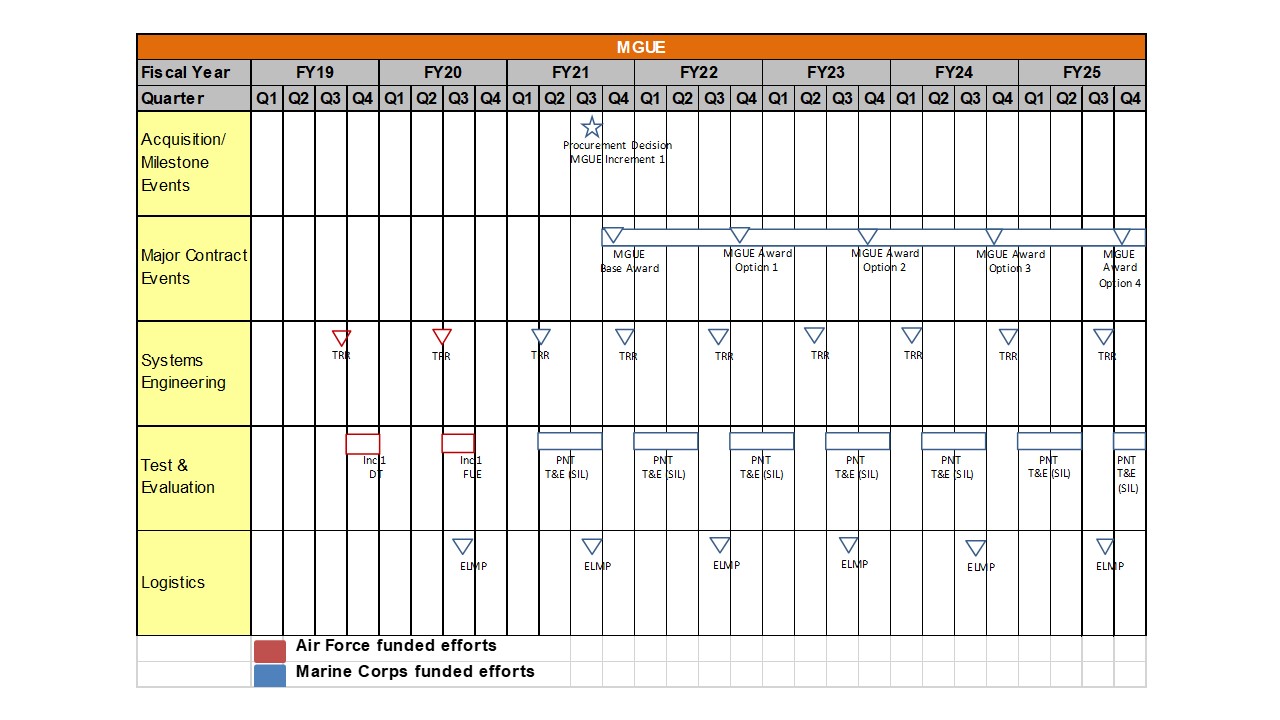 MGUE
Fiscal Year FY19 FY20 FY21 FY22 FY23 FY24 FY25
Quarter Q1 Q2 Q3 Q4 Q1 Q2 Q3 Q4 Q1 Q2 Q3 Q4 Q1 Q2 Q3 Q4 Q1 Q2 Q3 Q4 Q1 Q2 Q3 Q4 Q1 Q2 Q3 Q4
Acquisition/
Milestone
Events
Procurement Decision
MGUE Increment 1
Major Contract
Events
MGUE
Base Award
MGUE Award
Option 1
MGUE Award
Option 2
MGUE Award
Option 3
MGUE
Award
Option 4
Systems
Engineering
TRR TRR TRR TRR TRR TRR TRR TRR TRR
Test &
Evaluation
Inc 1
DT
Inc 1
FUE
PNT
T&E (SIL)
PNT
T&E (SIL)
PNT
T&E (SIL)
PNT
T&E (SIL)
PNT
T&E (SIL)
PNT
T&E (SIL)
PNT
T&E
(SIL)
Logistics
ELMP ELMP ELMP ELMP ELMP ELMP
Air Force funded efforts
Marine Corps funded efforts